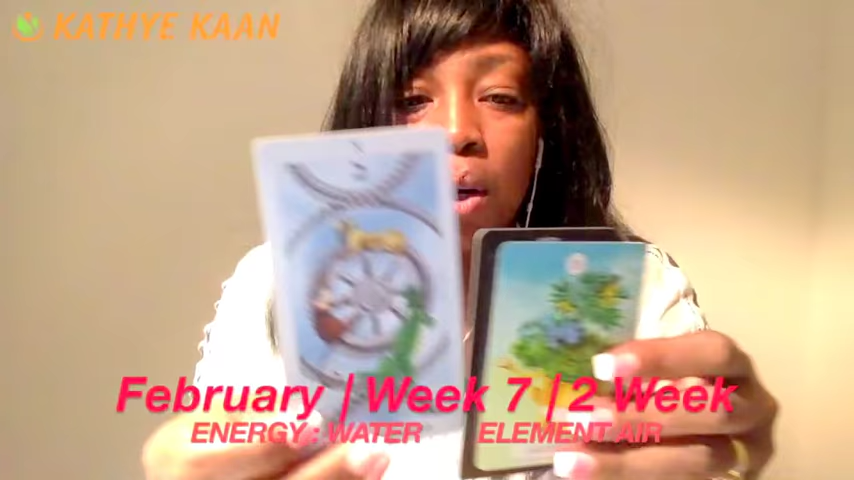 KATHYE KAAN
February | Week 7 | 2 Week
ENERGY: WATER ELEMENT AIR